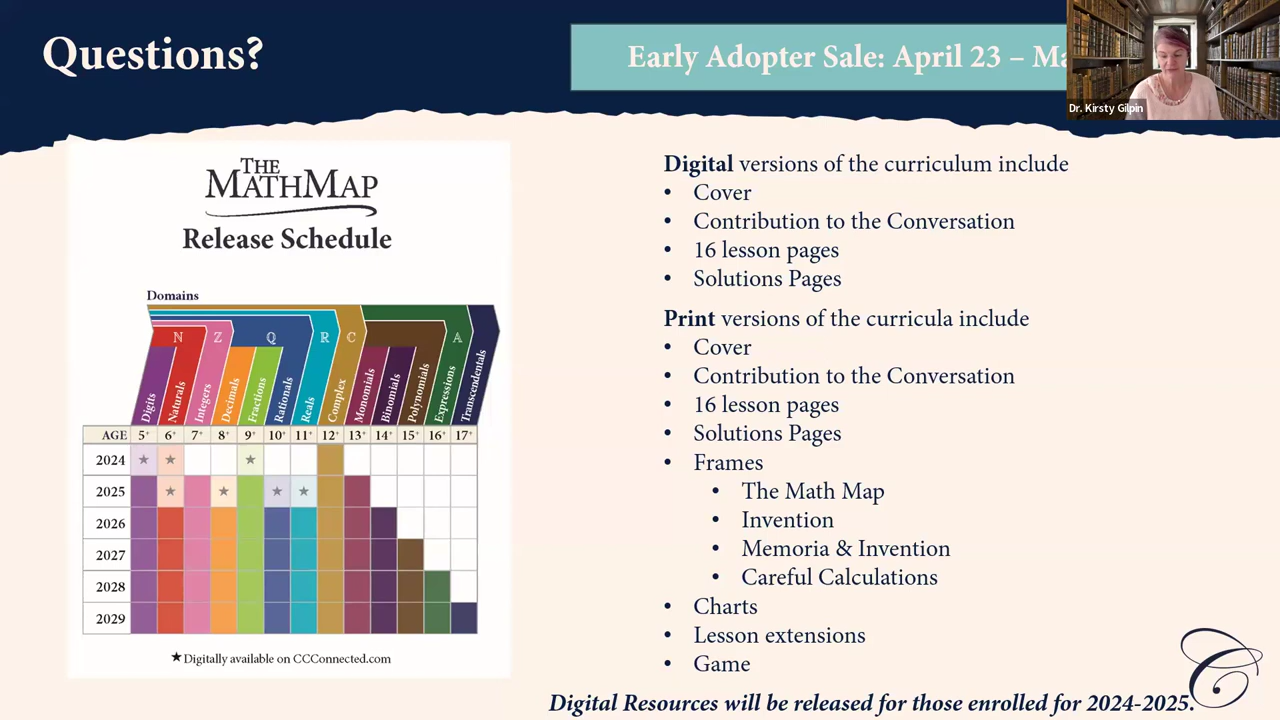 Questions?
Early Adopter Sale: April 23 –
Dr. Kirsty Gilpin
THE
MATHMAP
Release Schedule
Domains
N Z Q R C A
Digits Naturals Integers Decimals Fractions Rationals Reals Complex Monomials Binomials Polynomials Expressions Transcendentals
AGE 5+ 6+ 7+ 8+ 9+ 10+ 11+ 12+ 13+ 14+ 15+ 16+ 17+
2024 ★ ★ ★
2025 ★ ★ ★ ★
2026
2027
2028
2029
★Digitally available on CCConnected.com
Digital versions of the curriculum include
• Cover
• Contribution to the Conversation
• 16 lesson pages
• Solutions Pages
Print versions of the curricula include
• Cover
• Contribution to the Conversation
• 16 lesson pages
• Solutions Pages
• Frames
• The Math Map
• Invention
• Memoria & Invention
• Careful Calculations
• Charts
• Lesson extensions
• Game
Digital Resources will be released for those enrolled for 2024-2025.
C